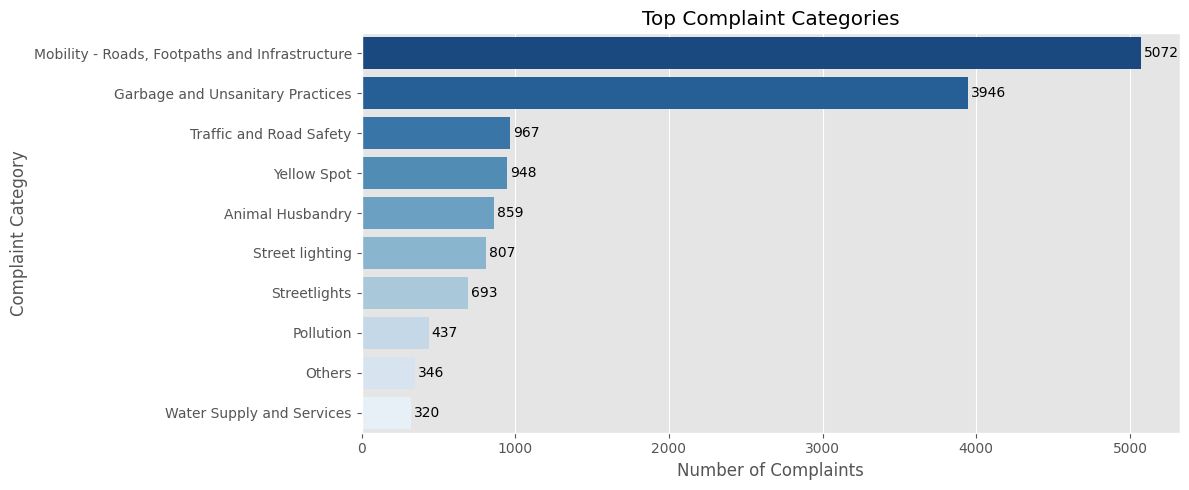 Top Complaint Categories
Complaint Category
Mobility - Roads, Footpaths and Infrastructure 5072
Garbage and Unsanitary Practices 3946
Traffic and Road Safety 967
Yellow Spot 948
Animal Husbandry 859
Street lighting 807
Streetlights 693
Pollution 437
Others 346
Water Supply and Services 320
0 1000 2000 3000 4000 5000
Number of Complaints